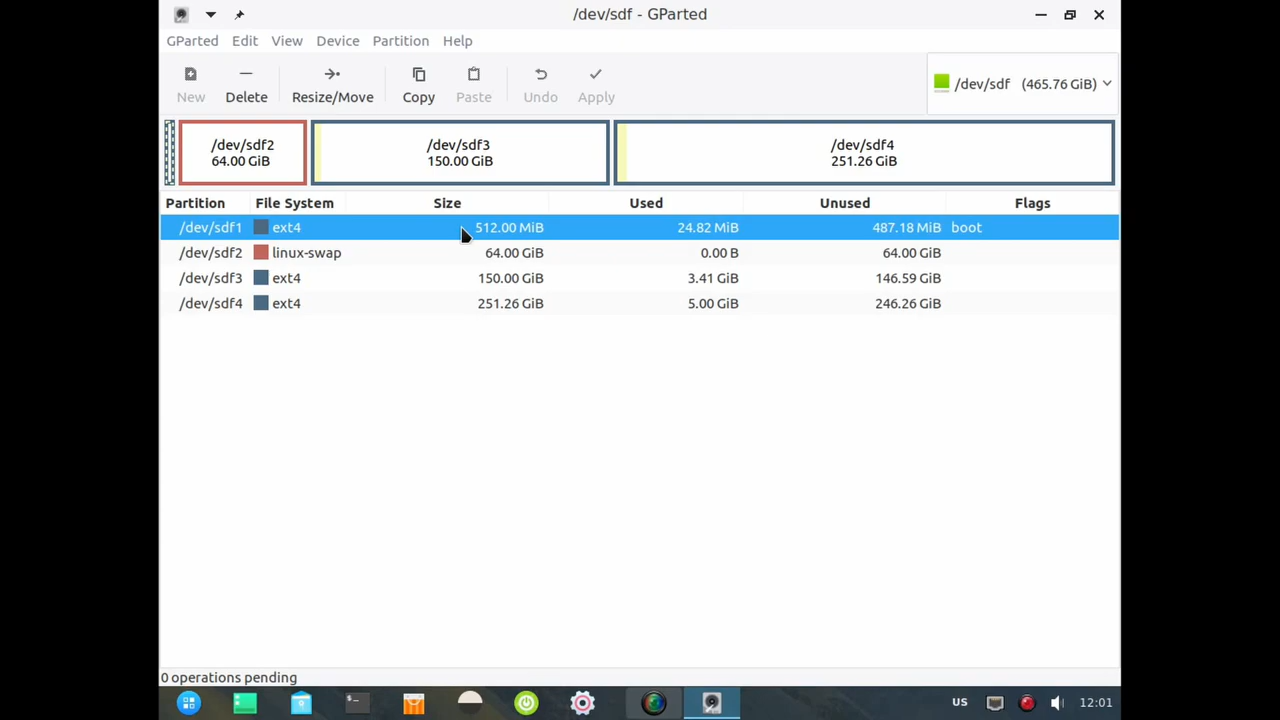 /dev/sdf - GParted
GParted Edit View Device Partition Help
New Delete Resize/Move Copy Paste Undo Apply /dev/sdf (465.76 GiB)
/dev/sdf2 /dev/sdf3 /dev/sdf4
64.00 GiB 150.00 GiB 251.26 GiB
Partition File System Size Used Unused Flags
/dev/sdf1 ext4 512.00 MiB 24.82 MiB 487.18 MiB boot
/dev/sdf2 linux-swap 64.00 GiB 0.00 B 64.00 GiB
/dev/sdf3 ext4 150.00 GiB 3.41 GiB 146.59 GiB
/dev/sdf4 ext4 251.26 GiB 5.00 GiB 246.26 GiB
0 operations pending
US 12:01